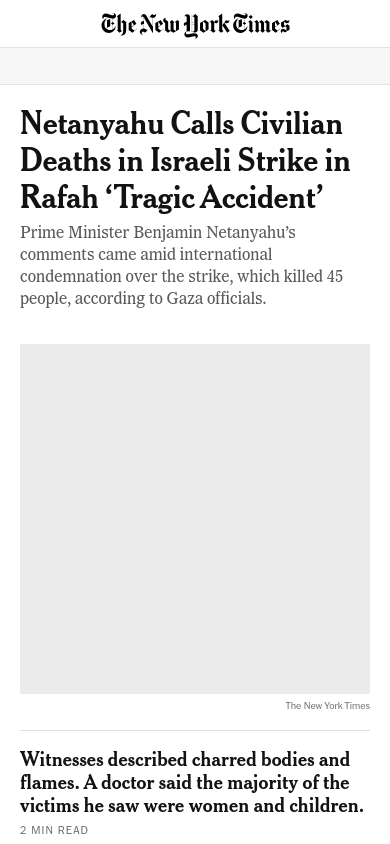 The New York Times
Netanyahu Calls Civilian
Deaths in Israeli Strike in
Rafah ‘Tragic Accident’
Prime Minister Benjamin Netanyahu’s
comments came amid international
condemnation over the strike, which killed 45
people, according to Gaza officials.
The New York Times
Witnesses described charred bodies and
flames. A doctor said the majority of the
victims he saw were women and children.
2 MIN READ